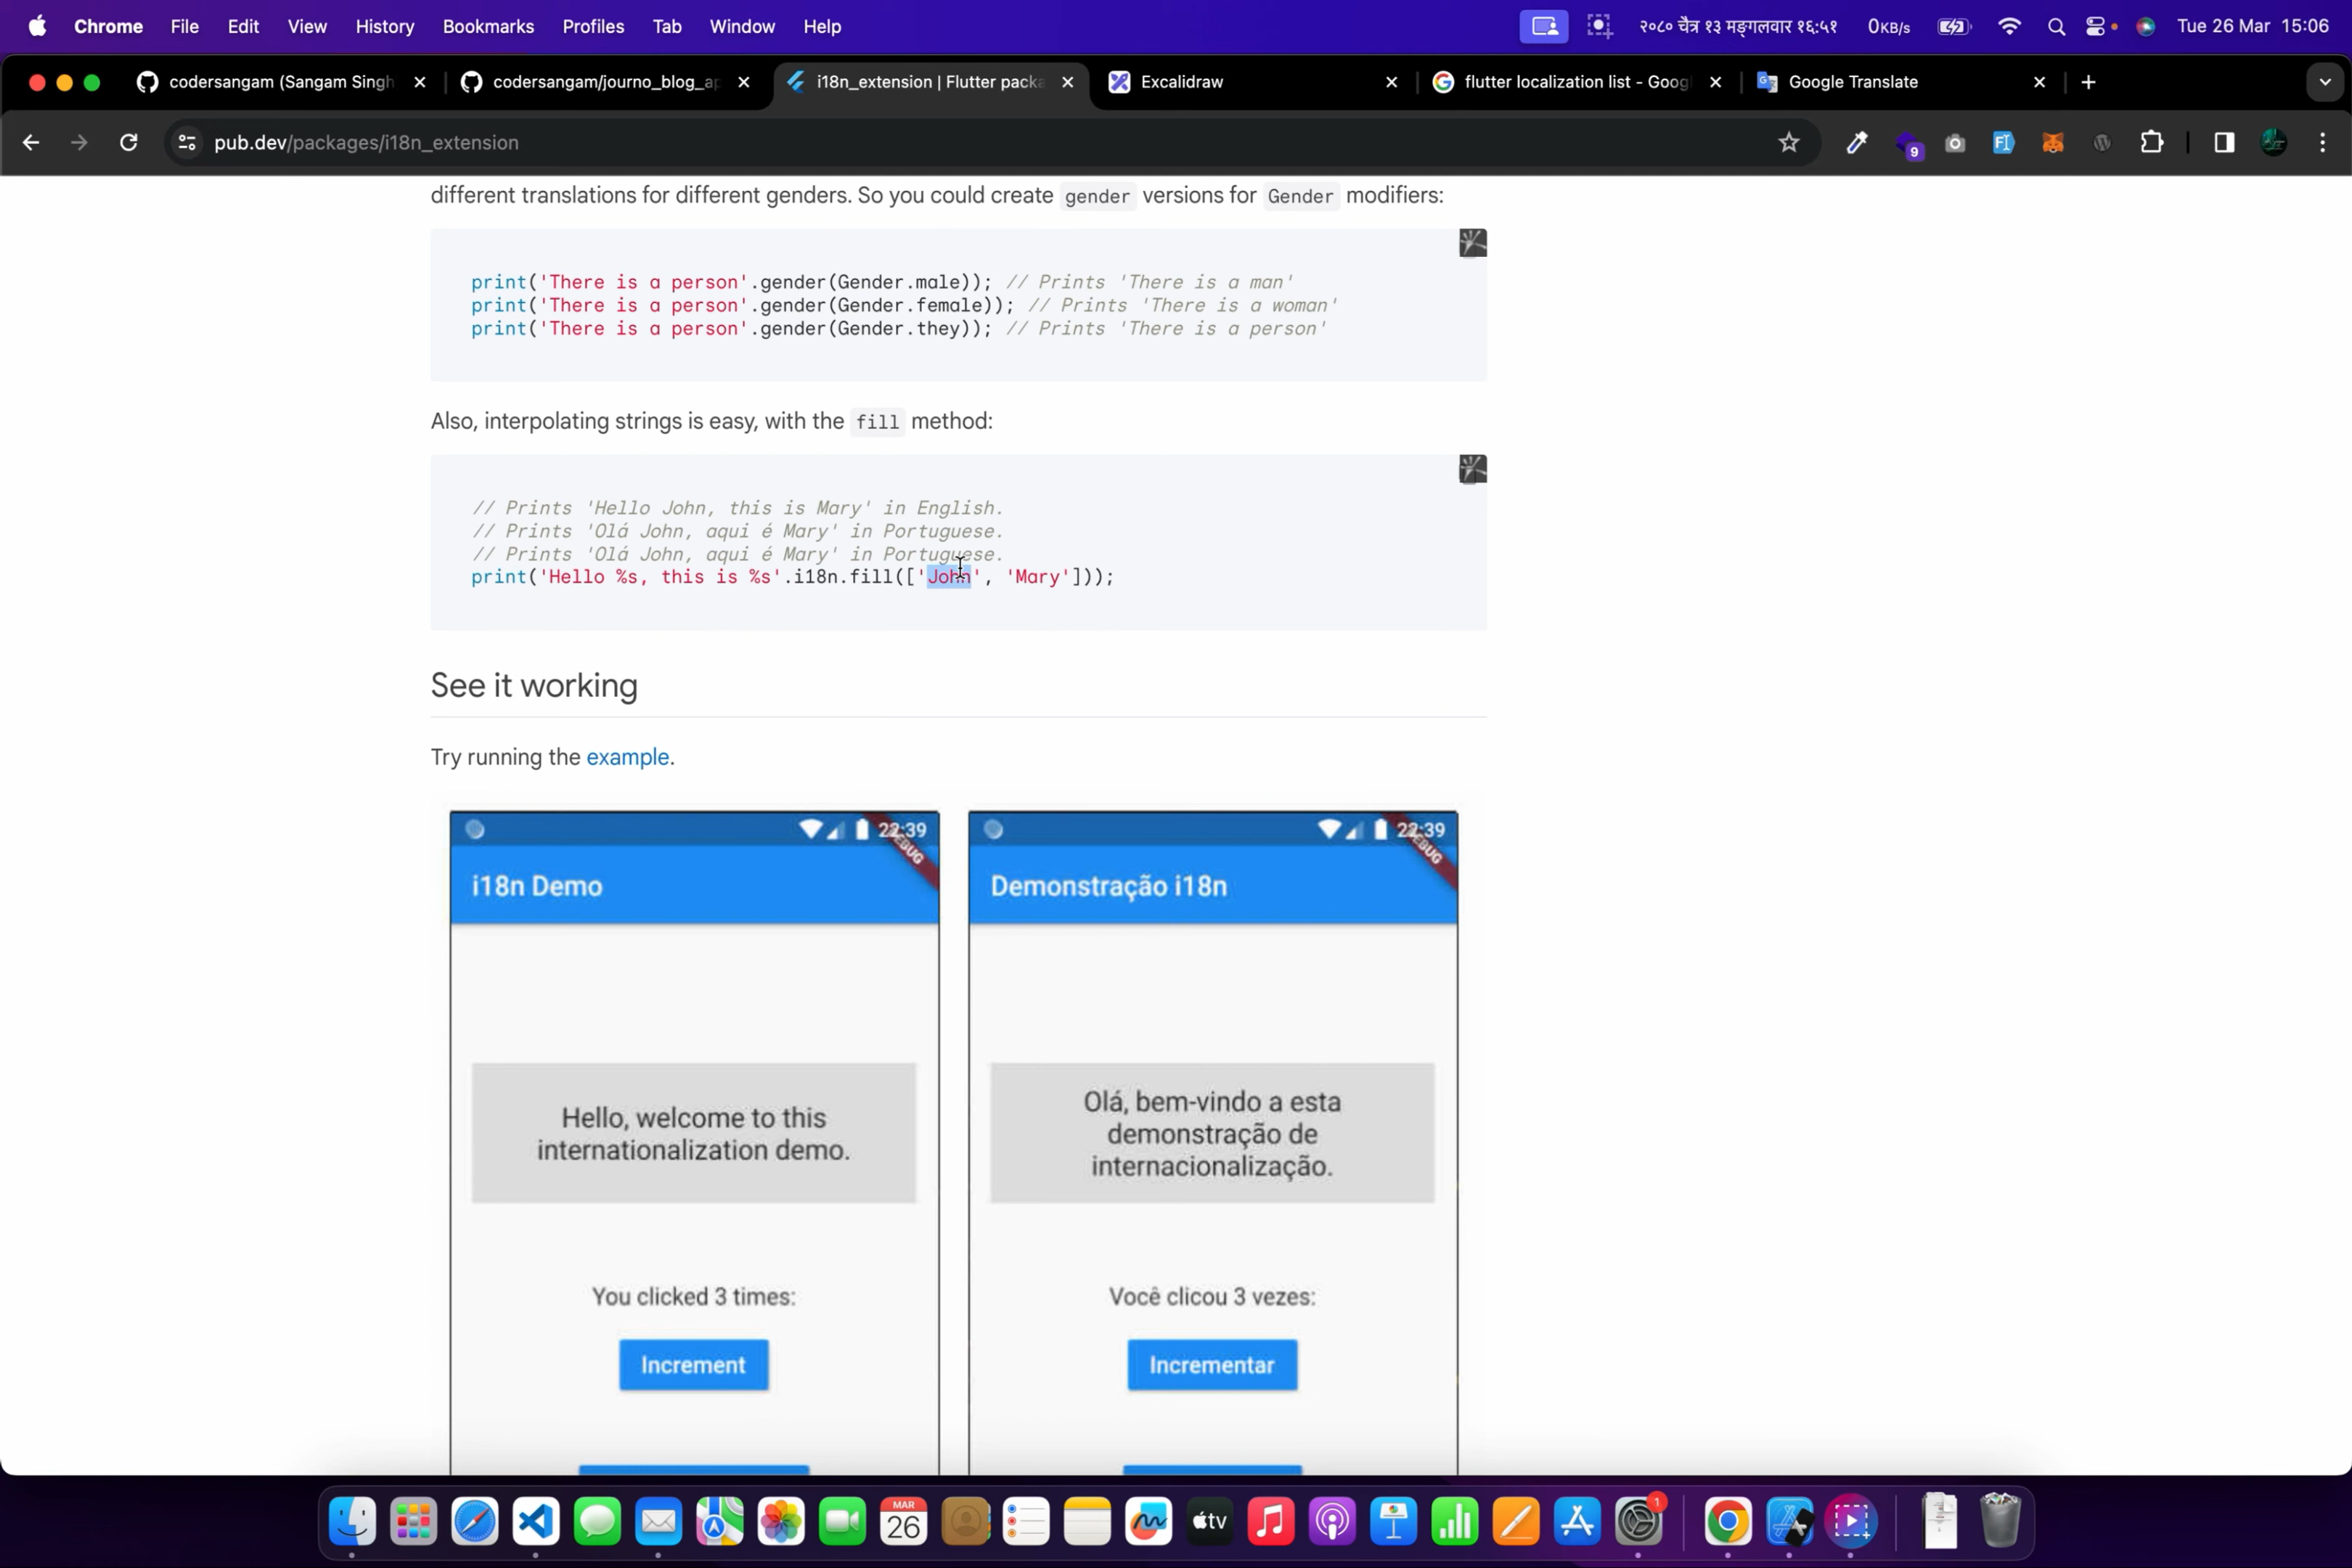 Chrome File Edit View History Bookmarks Profiles Tab Window Help २०८० चैत्र १३ मङ्गलवार १६:५१ 0KB/s Tue 26 Mar 15:06
codersangam (Sangam Singh codersangam/journo_blog_ap i18n_extension | Flutter packa Excalidraw flutter localization list - Goog Google Translate
pub.dev/packages/i18n_extension 9
different translations for different genders. So you could create gender versions for Gender modifiers:
print('There is a person'.gender(Gender.male)); // Prints 'There is a man'
print('There is a person'.gender(Gender.female)); // Prints 'There is a woman'
print('There is a person'.gender(Gender.they)); // Prints 'There is a person'
Also, interpolating strings is easy, with the fill method:
// Prints 'Hello John, this is Mary' in English.
// Prints 'Olá John, aqui é Mary' in Portuguese.
// Prints 'Olá John, aqui é Mary' in Portuguese.
print('Hello %s, this is %s'.i18n.fill(['John', 'Mary']));
See it working
Try running the example.
22:39
DEBUG
i18n Demo
Hello, welcome to this
internationalization demo.
You clicked 3 times:
Increment
22:39
DEBUG
Demonstração i18n
Olá, bem-vindo a esta
demonstração de
internacionalização.
Você clicou 3 vezes:
Incrementar
MAR
26
tv
1